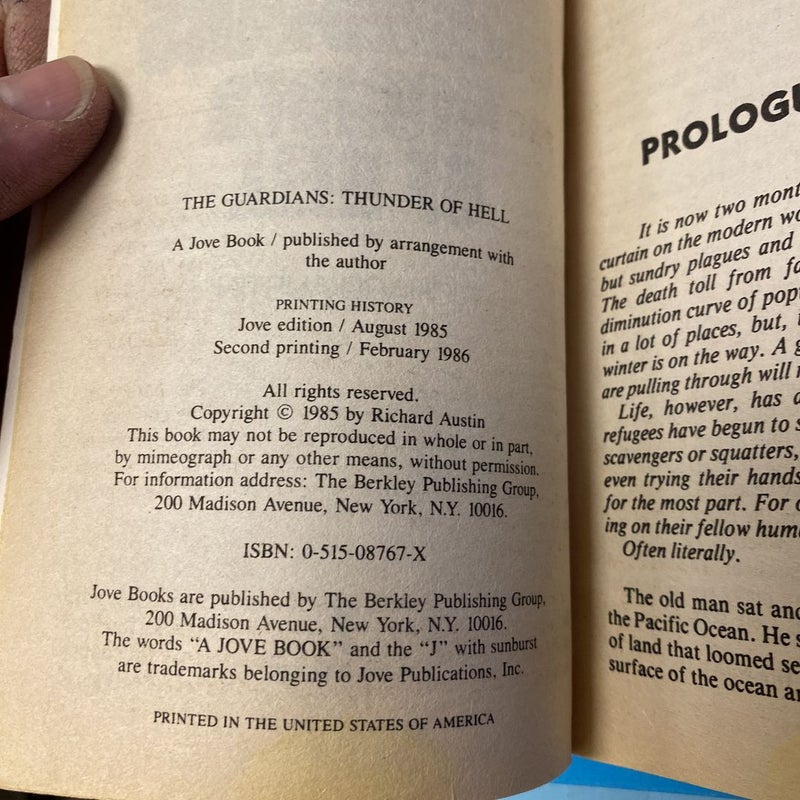 THE GUARDIANS: THUNDER OF HELL
A Jove Book / published by arrangement with
the author
PRINTING HISTORY
Jove edition / August 1985
Second printing / February 1986
All rights reserved.
Copyright © 1985 by Richard Austin
This book may not be reproduced in whole or in part,
by mimeograph or any other means, without permission.
For information address: The Berkley Publishing Group,
200 Madison Avenue, New York, N.Y. 10016.
ISBN: 0-515-08767-X
Jove Books are published by The Berkley Publishing Group,
200 Madison Avenue, New York, N.Y. 10016.
The words "A JOVE BOOK" and the "J" with sunburst
are trademarks belonging to Jove Publications, Inc.
PRINTED IN THE UNITED STATES OF AMERICA
PROLOGU
It is now two mont
curtain on the modern wo
but sundry plagues and
The death toll from fa
diminution curve of pop
in a lot of places, but,
winter is on the way. A g
are pulling through will
Life, however, has a
refugees have begun to s
scavengers or squatters,
even trying their hands
for the most part. For o
ing on their fellow hum
Often literally.
The old man sat and
the Pacific Ocean. He s
of land that loomed se
surface of the ocean a